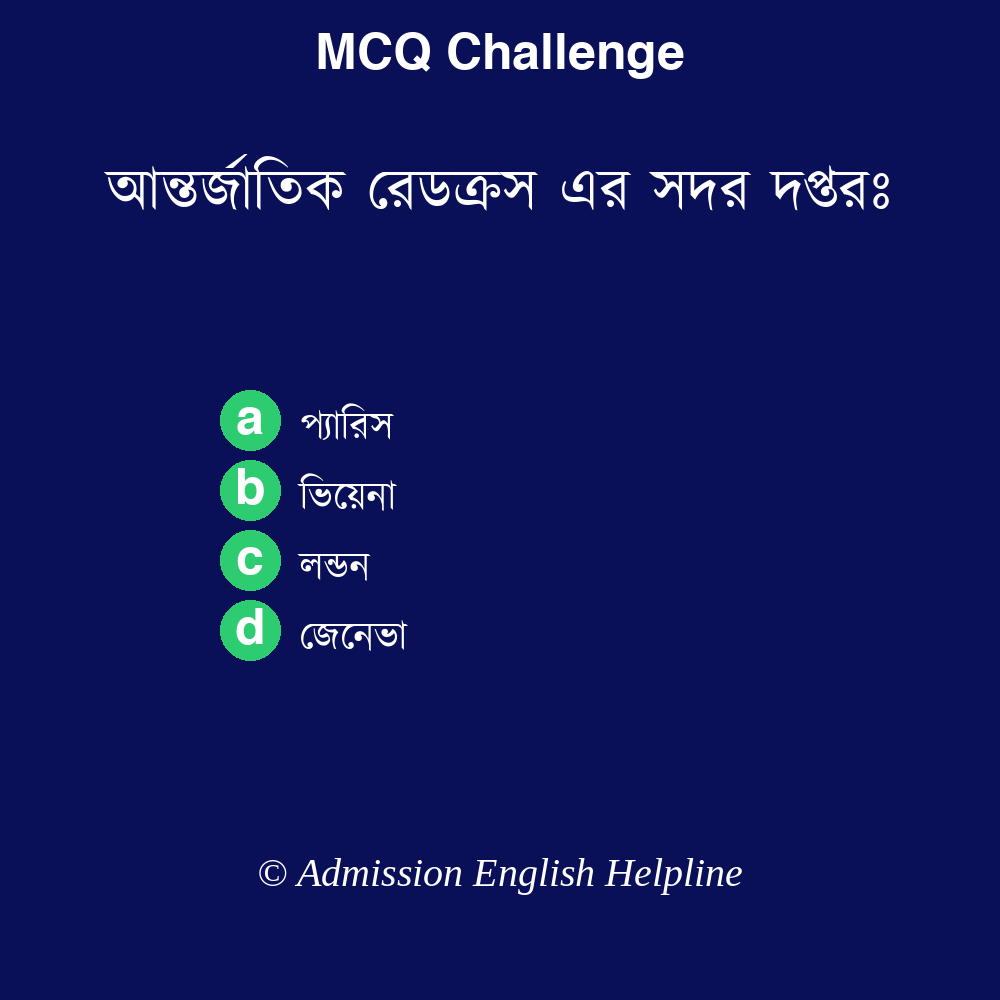 MCQ Challenge
আন্তর্জাতিক রেডক্রস এর সদর দপ্তরঃ
a প্যারিস
b ভিয়েনা
c লন্ডন
d জেনেভা
© Admission English Helpline